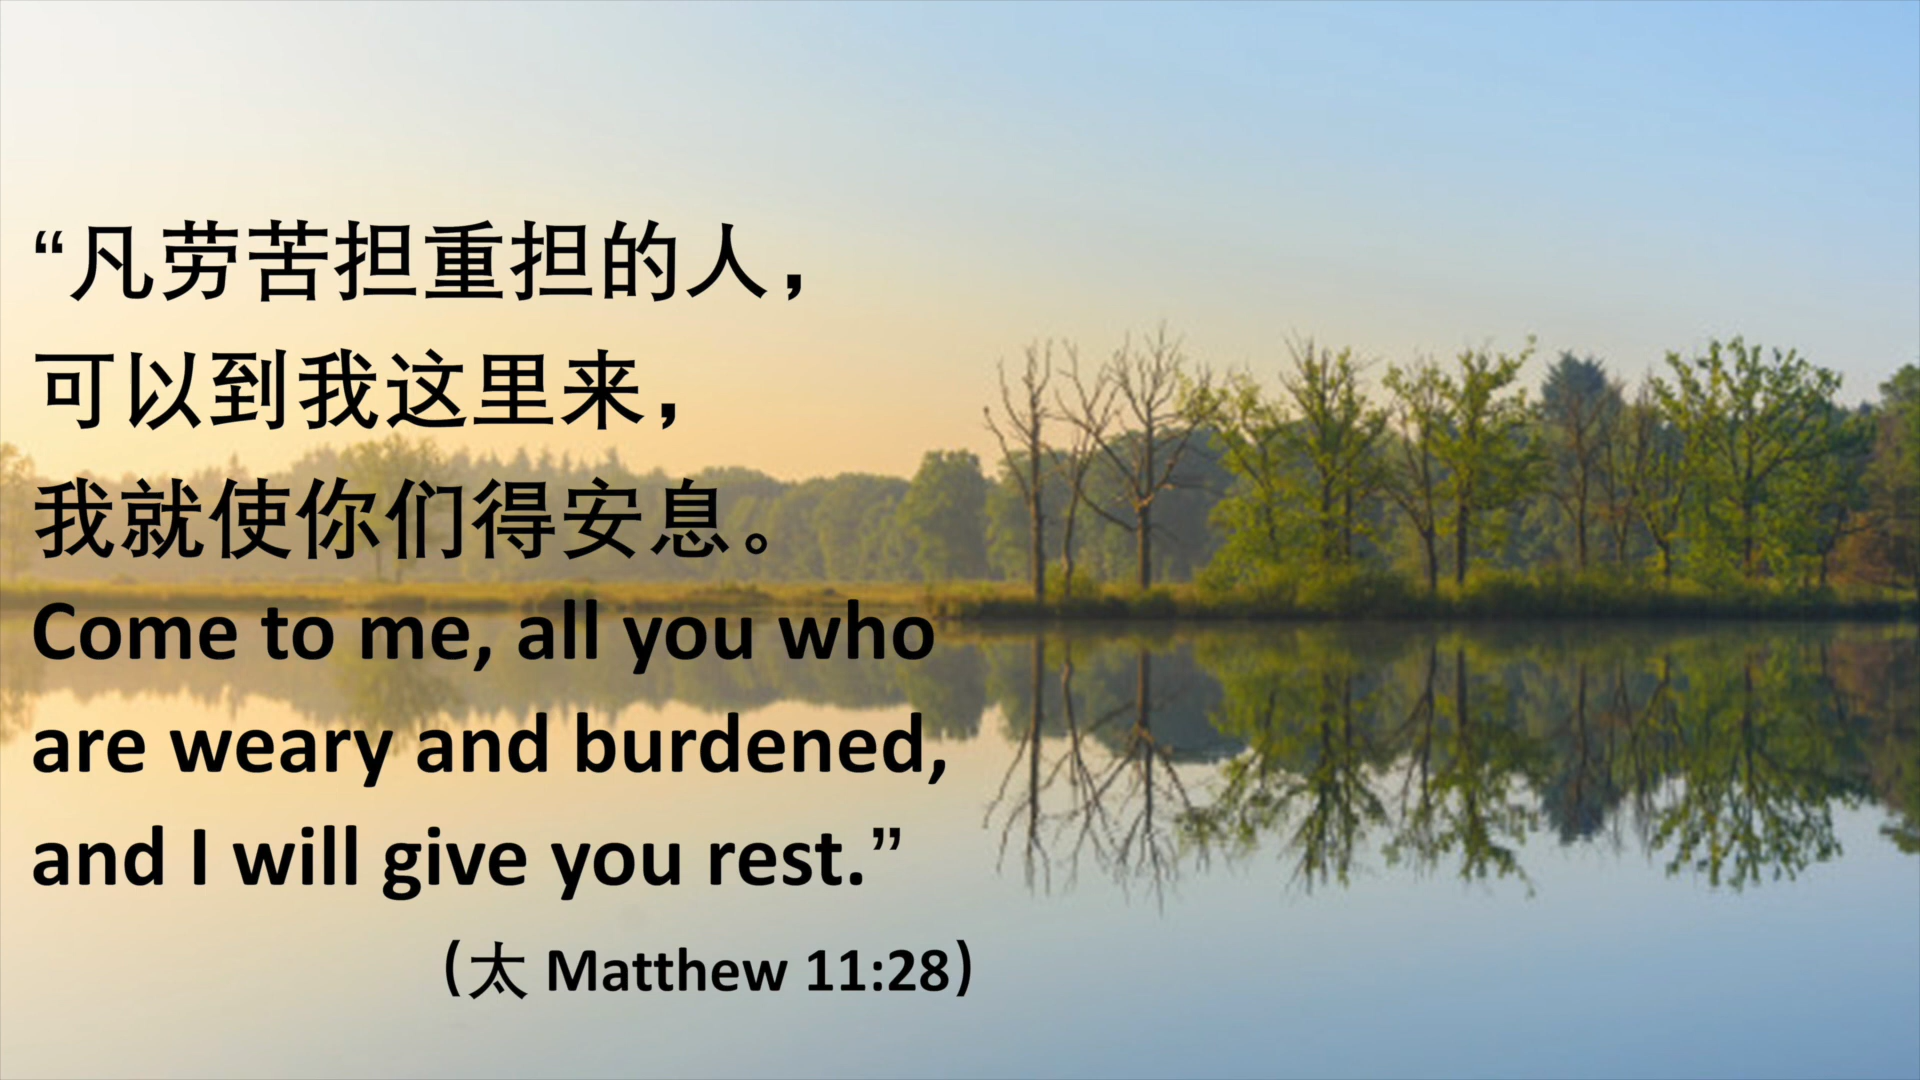 “凡劳苦担重担的人，
可以到我这里来，
我就使你们得安息。
Come to me, all you who
are weary and burdened,
and I will give you rest.”
（太 Matthew 11:28）